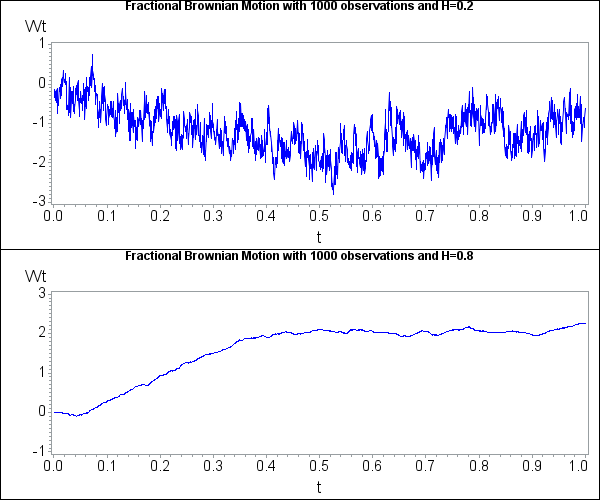 Fractional Brownian Motion with 1000 observations and H=0.2
Wt
1
0
-1
-2
-3
0.0 0.1 0.2 0.3 0.4 0.5 0.6 0.7 0.8 0.9 1.0
t
Fractional Brownian Motion with 1000 observations and H=0.8
Wt
3
2
1
0
-1
0.0 0.1 0.2 0.3 0.4 0.5 0.6 0.7 0.8 0.9 1.0
t